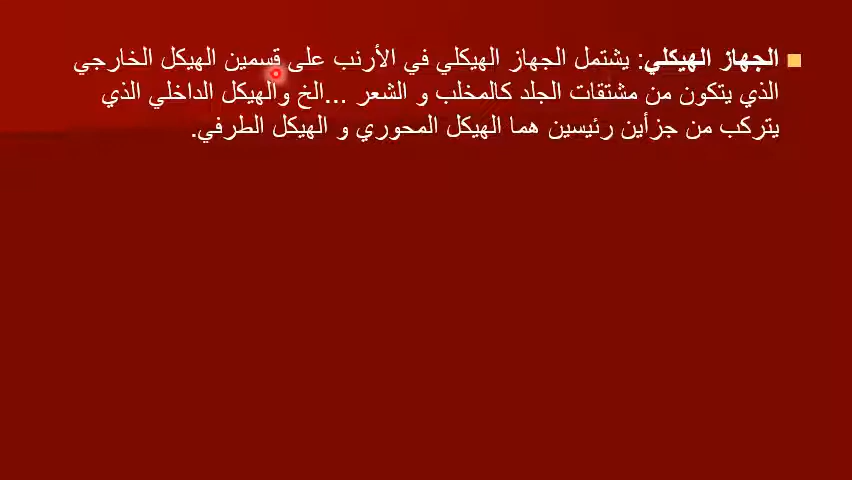 الجهاز الهيكلي: يشتمل الجهاز الهيكلي في الأرنب على قسمين الهيكل الخارجي
الذي يتكون من مشتقات الجلد كالمخلب و الشعر ...الخ والهيكل الداخلي الذي
يتركب من جزأين رئيسين هما الهيكل المحوري و الهيكل الطرفي.